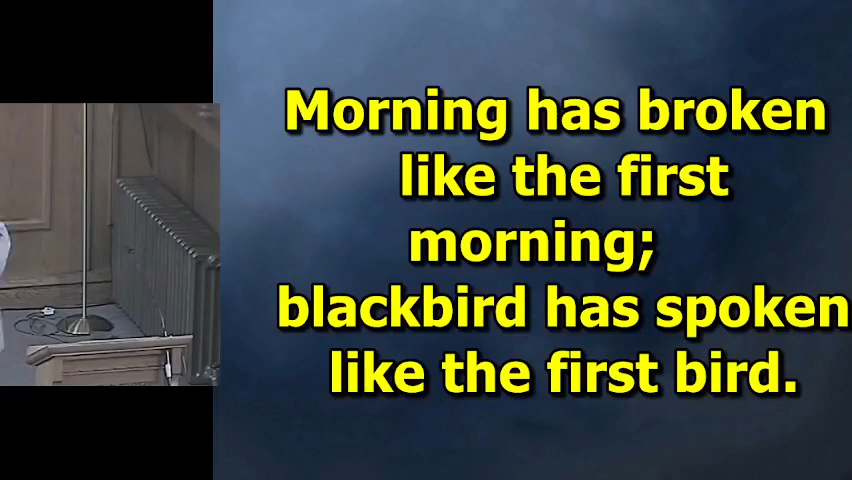 Morning has broken
like the first
morning;
blackbird has spoken
like the first bird.